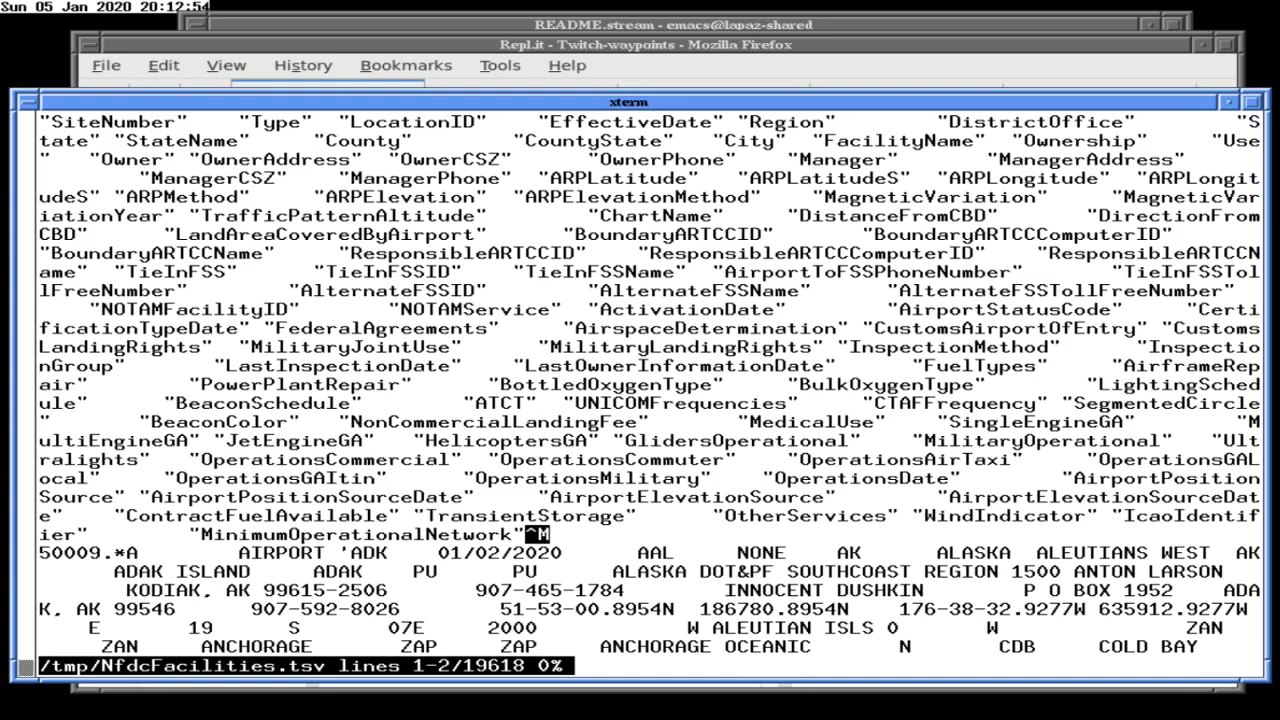 Sun 05 Jan 2020 20:12:54
README.stream - emacs@lapaz-shared
Repl.it - Twitch-waypoints - Mozilla Firefox
File Edit View History Bookmarks Tools Help
xterm
"SiteNumber" "Type" "LocationID" "EffectiveDate" "Region" "DistrictOffice" "S
tate" "StateName" "County" "CountyState" "City" "FacilityName" "Ownership" "Use
" "Owner" "OwnerAddress" "OwnerCSZ" "OwnerPhone" "Manager" "ManagerAddress"
"ManagerCSZ" "ManagerPhone" "ARPLatitude" "ARPLatitudeS" "ARPLongitude" "ARPLongit
udeS" "ARPMethod" "ARPElevation" "ARPElevationMethod" "MagneticVariation" "MagneticVar
iationYear" "TrafficPatternAltitude" "ChartName" "DistanceFromCBD" "DirectionFrom
CBD" "LandAreaCoveredByAirport" "BoundaryARTCCID" "BoundaryARTCCComputerID"
"BoundaryARTCCName" "ResponsibleARTCCID" "ResponsibleARTCCComputerID" "ResponsibleARTCCN
ame" "TieInFSS" "TieInFSSID" "TieInFSSName" "AirportToFSSPhoneNumber" "TieInFSSTol
lFreeNumber" "AlternateFSSID" "AlternateFSSName" "AlternateFSSTollFreeNumber"
"NOTAMFacilityID" "NOTAMService" "ActivationDate" "AirportStatusCode" "Certi
ficationTypeDate" "FederalAgreements" "AirspaceDetermination" "CustomsAirportOfEntry" "Customs
LandingRights" "MilitaryJointUse" "MilitaryLandingRights" "InspectionMethod" "Inspectio
nGroup" "LastInspectionDate" "LastOwnerInformationDate" "FuelTypes" "AirframeRep
air" "PowerPlantRepair" "BottledOxygenType" "BulkOxygenType" "LightingSched
ule" "BeaconSchedule" "ATCT" "UNICOMFrequencies" "CTAFFrequency" "SegmentedCircle
" "BeaconColor" "NonCommercialLandingFee" "MedicalUse" "SingleEngineGA" "M
ultiEngineGA" "JetEngineGA" "HelicoptersGA" "GlidersOperational" "MilitaryOperational" "Ult
ralights" "OperationsCommercial" "OperationsCommuter" "OperationsAirTaxi" "OperationsGAL
ocal" "OperationsGAItin" "OperationsMilitary" "OperationsDate" "AirportPosition
Source" "AirportPositionSourceDate" "AirportElevationSource" "AirportElevationSourceDat
e" "ContractFuelAvailable" "TransientStorage" "OtherServices" "WindIndicator" "IcaoIdentif
ier" "MinimumOperationalNetwork"^M
50009.*A AIRPORT 'ADK 01/02/2020 AAL NONE AK ALASKA ALEUTIANS WEST AK
ADAK ISLAND ADAK PU PU ALASKA DOT&PF SOUTHCOAST REGION 1500 ANTON LARSON
KODIAK, AK 99615-2506 907-465-1784 INNOCENT DUSHKIN P O BOX 1952 ADA
K, AK 99546 907-592-8026 51-53-00.8954N 186780.8954N 176-38-32.9277W 635912.9277W
E 19 S 07E 2000 W ALEUTIAN ISLS 0 W ZAN
ZAN ANCHORAGE ZAP ZAP ANCHORAGE OCEANIC N CDB COLD BAY
/tmp/NfdcFacilities.tsv lines 1-2/19618 0%